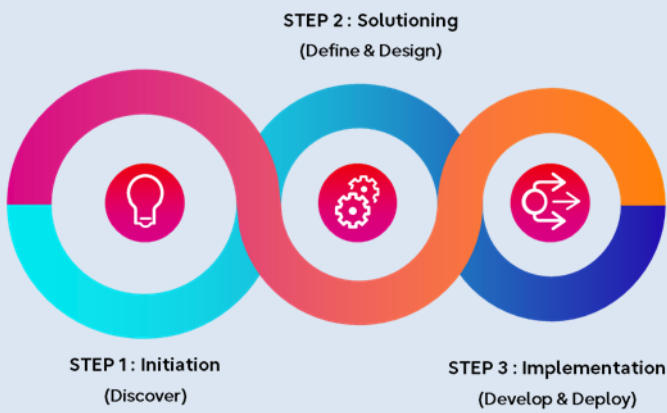 STEP 2 : Solutioning
(Define & Design)
STEP 1 : Initiation
(Discover)
STEP 3 : Implementation
(Develop & Deploy)